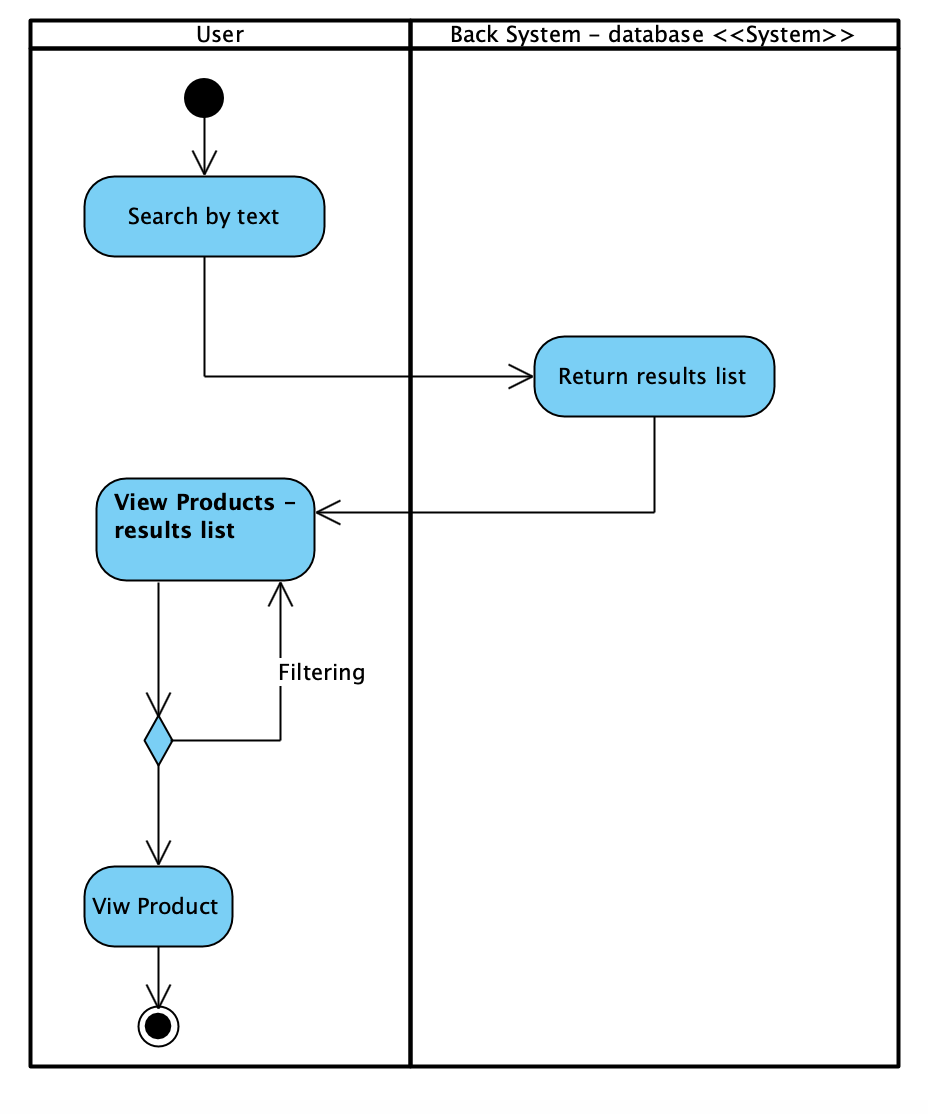 User
Back System - database <<System>>
Search by text
Return results list
View Products -
results list
Filtering
Viw Product